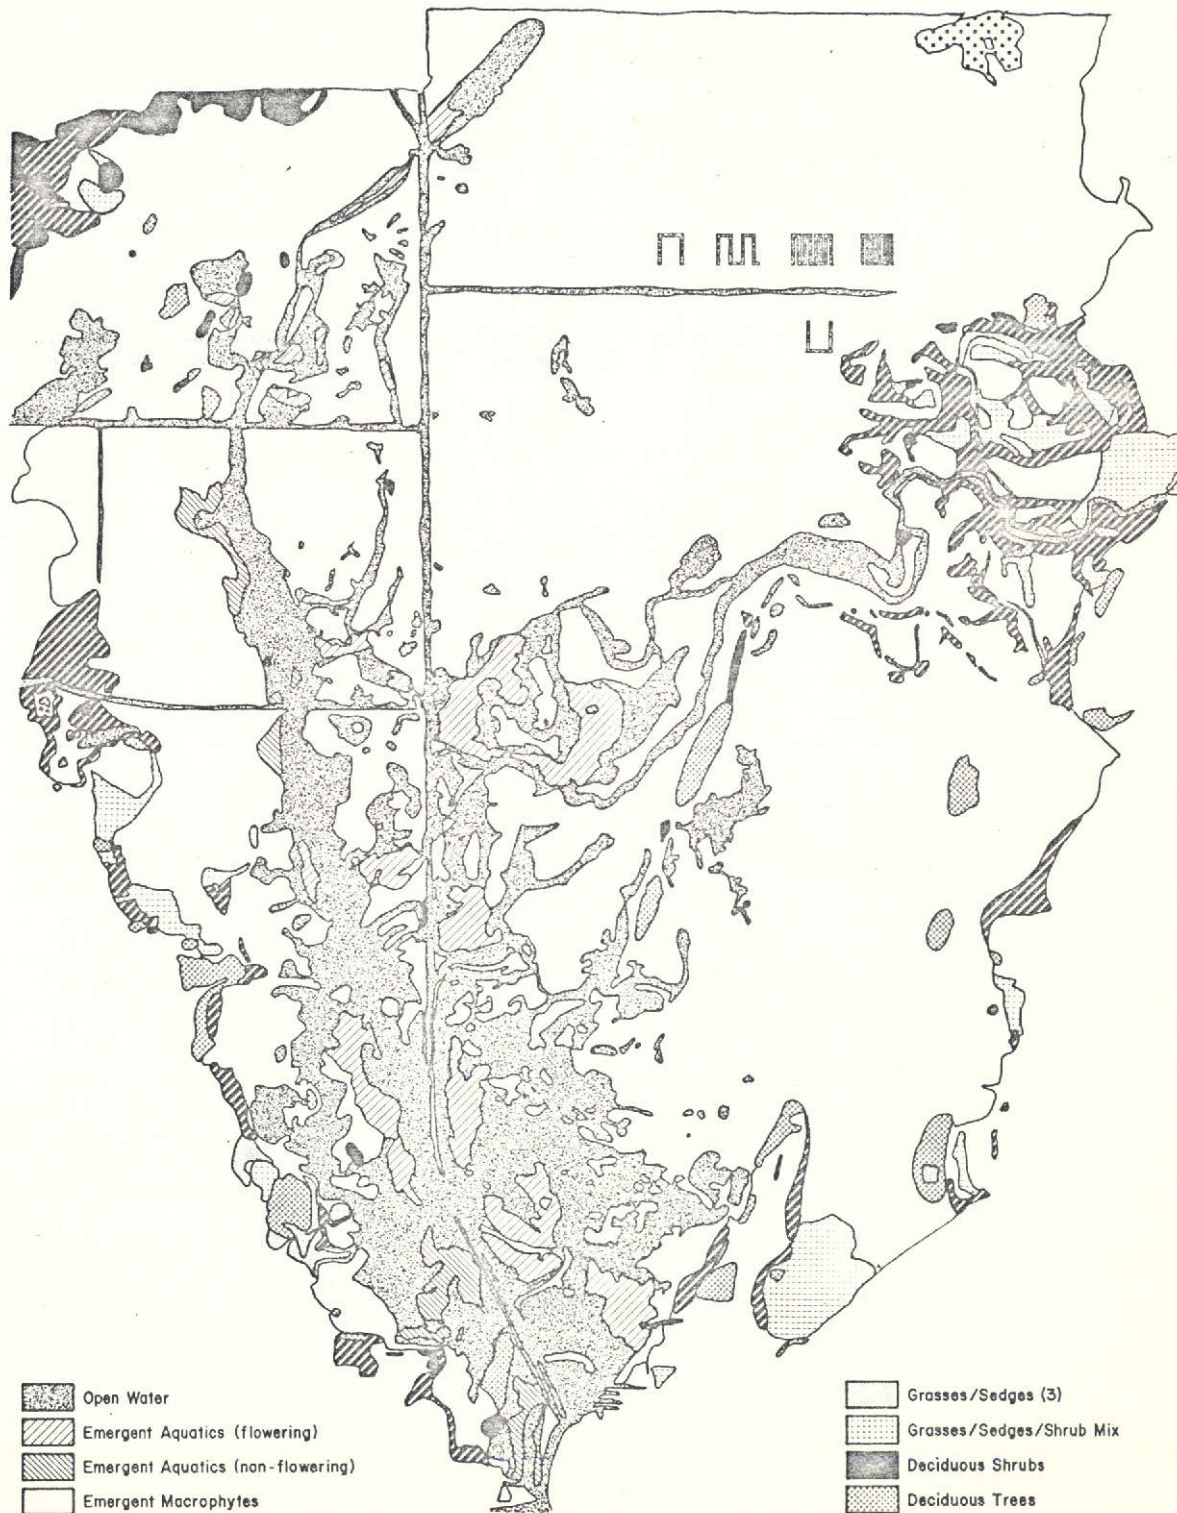 Open Water
Emergent Aquatics (flowering)
Emergent Aquatics (non-flowering)
Emergent Macrophytes
Grasses/Sedges (3)
Grasses/Sedges/Shrub Mix
Deciduous Shrubs
Deciduous Trees